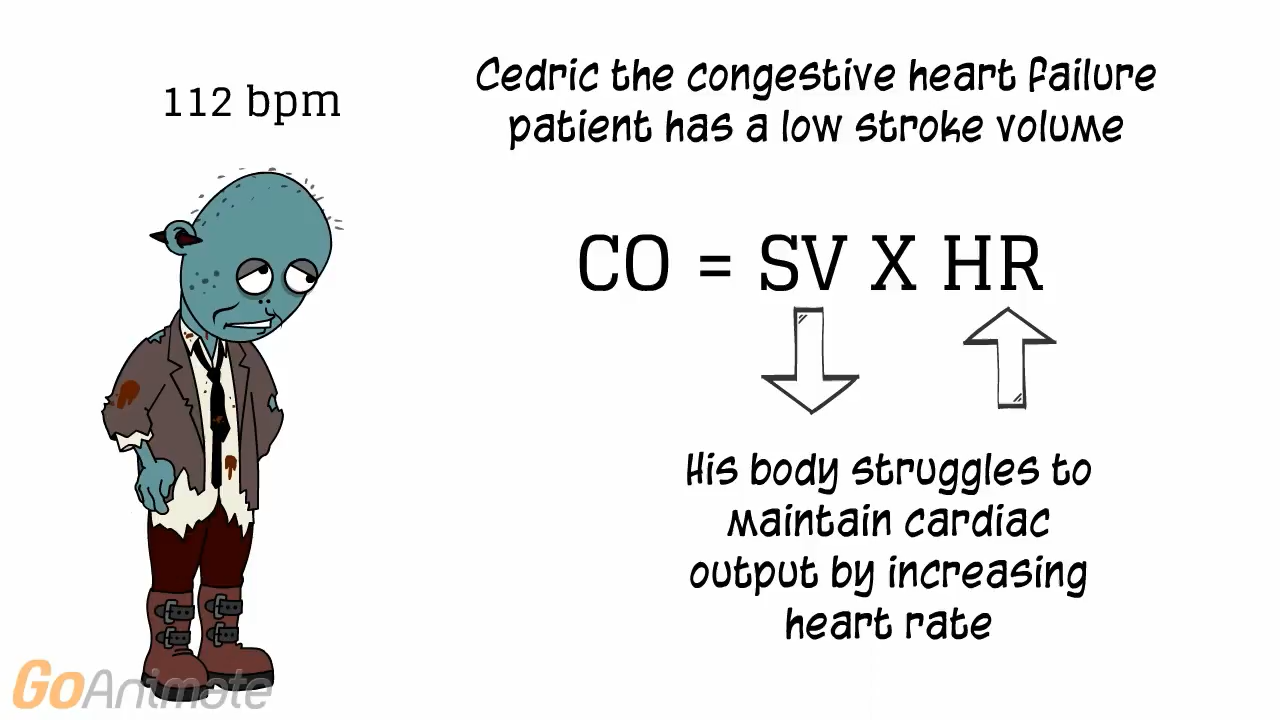 112 bpm
Cedric the congestive heart failure
patient has a low stroke volume
CO = SV X HR
His body struggles to
maintain cardiac
output by increasing
heart rate
GoAnimate